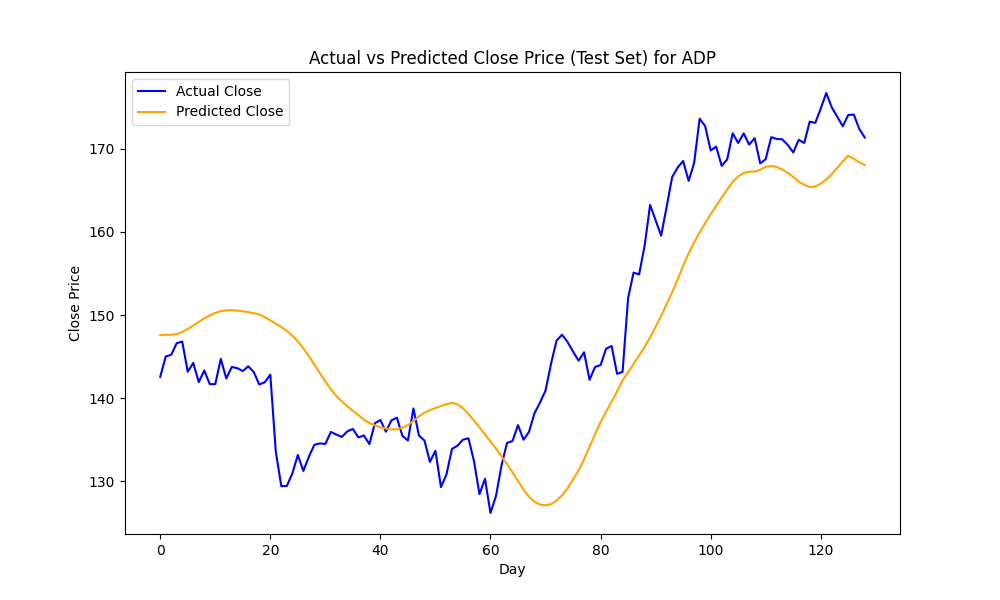 Actual vs Predicted Close Price (Test Set) for ADP
Actual Close
Predicted Close
170
160
150
140
130
Close Price
0 20 40 60 80 100 120
Day